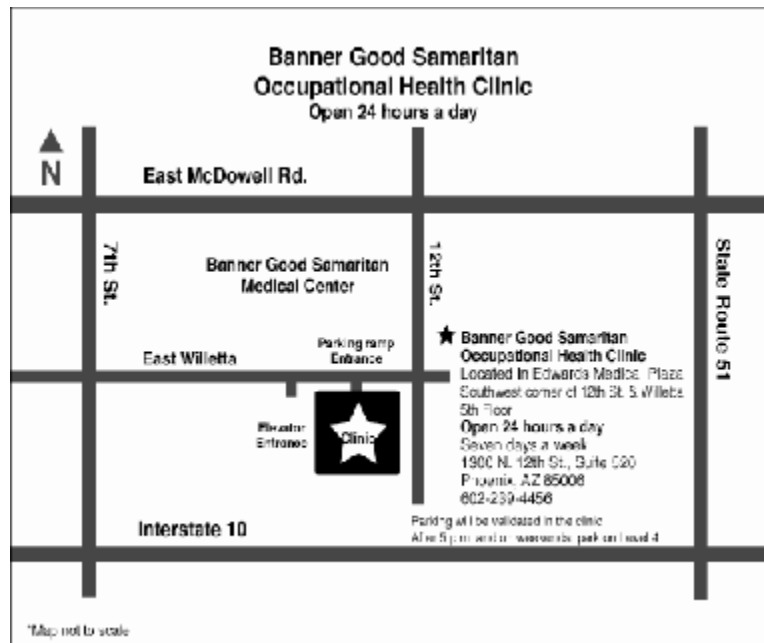 Banner Good Samaritan
Occupational Health Clinic
Open 24 hours a day
N
East McDowell Rd.
7th St.
12th St.
State Route 51
Banner Good Samaritan
Medical Center
Parking ramp
Entrance
East Willetta
Elevator
Entrance
Clinic
Banner Good Samaritan
Occupational Health Clinic
Located in Edwards Medical Plaza
Southwest corner of 12th St. &
5th Floor
Open 24 hours a day
Seven days a week
N. 12th St., Suite 520
Phoenix, AZ 85006
602-239-4456
Parking will be validated in the clinic
After 5 p.m. and on weekends, park on Level 4
Interstate 10
*Map not to scale